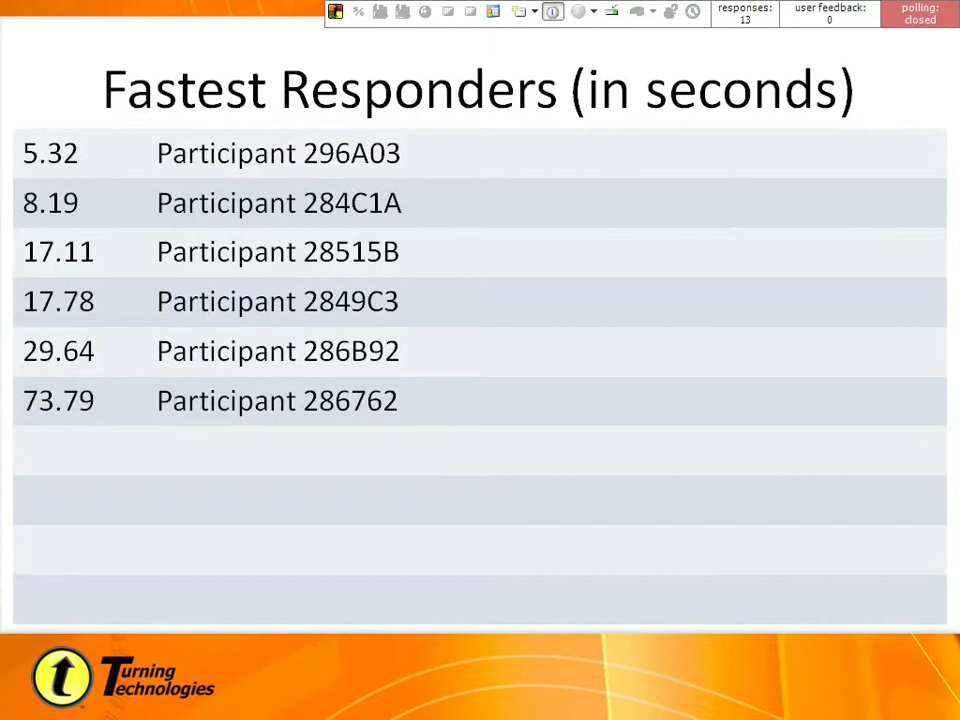 responses:
13
user feedback:
0
polling:
closed
Fastest Responders (in seconds)
5.32 Participant 296A03
8.19 Participant 284C1A
17.11 Participant 28515B
17.78 Participant 2849C3
29.64 Participant 286B92
73.79 Participant 286762
Turning
Technologies